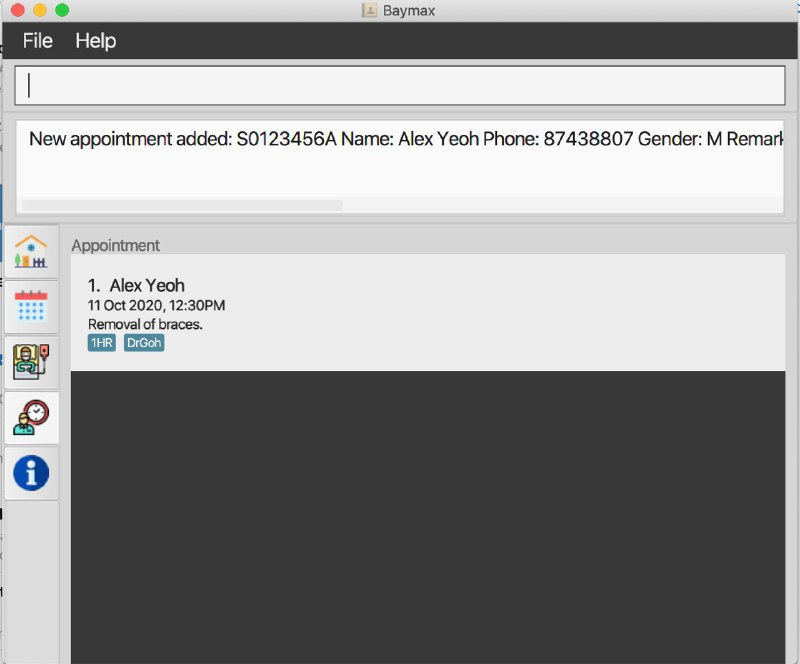 Baymax
File Help
New appointment added: S0123456A Name: Alex Yeoh Phone: 87438807 Gender: M Remark
Appointment
1. Alex Yeoh
11 Oct 2020, 12:30PM
Removal of braces.
1HR DrGoh